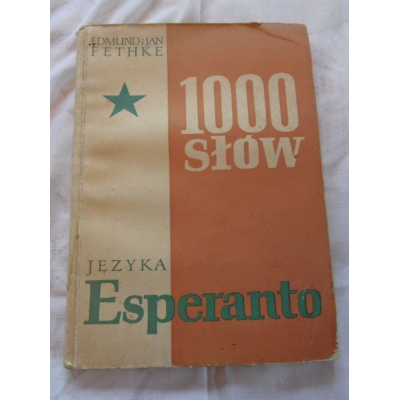 EDMUND i JAN
FETHKE
1000
słów
JĘZYKA
Esperanto